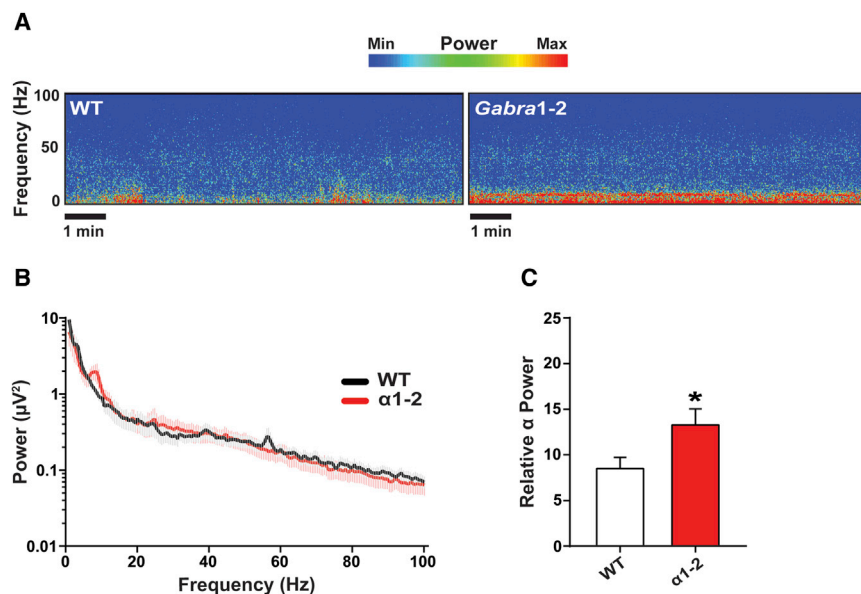 A
Min Power Max
Frequency (Hz)
100
50
0
WT
Gabra1-2
1 min
1 min
B
Power (µV²)
10
1
0.1
0.01
0 20 40 60 80 100
Frequency (Hz)
WT
α1-2
C
Relative α Power
25
20
15
10
5
0
*
WT
α1-2